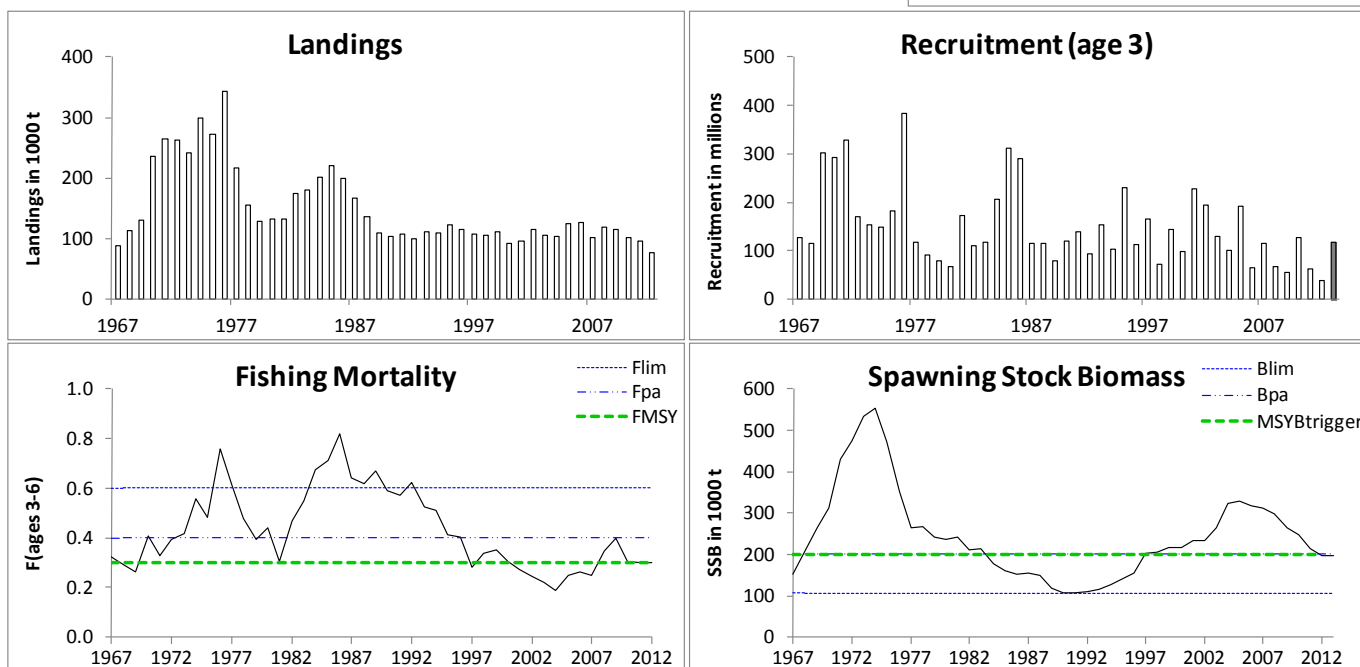 Landings
Landings in 1000 t
400
300
200
100
0
1967 1977 1987 1997 2007
Recruitment (age 3)
Recruitment in millions
500
400
300
200
100
0
1967 1977 1987 1997 2007
Fishing Mortality
Flim
Fpa
FMSY
F(ages 3-6)
1.0
0.8
0.6
0.4
0.2
0.0
1967 1972 1977 1982 1987 1992 1997 2002 2007 2012
Spawning Stock Biomass
Blim
Bpa
MSYBtrigger
SSB in 1000 t
600
500
400
300
200
100
0
1967 1972 1977 1982 1987 1992 1997 2002 2007 2012